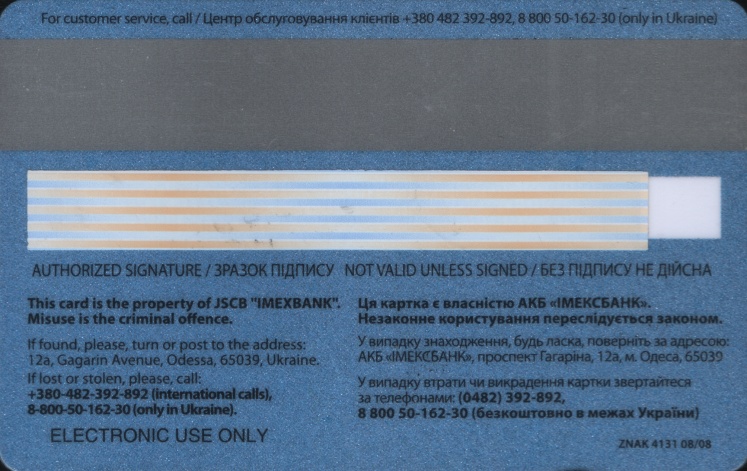 For customer service, call / Центр обслуговування клієнтів +380 482 392-892, 8 800 50-162-30 (only in Ukraine)
AUTHORIZED SIGNATURE / ЗРАЗОК ПІДПИСУ NOT VALID UNLESS SIGNED / БЕЗ ПІДПИСУ НЕ ДІЙСНА
This card is the property of JSCB "IMEXBANK".
Misuse is the criminal offence.
If found, please, turn or post to the address:
12a, Gagarin Avenue, Odessa, 65039, Ukraine.
If lost or stolen, please, call:
+380-482-392-892 (international calls),
8-800-50-162-30 (only in Ukraine).
ELECTRONIC USE ONLY
Ця картка є власністю АКБ «ІМЕКСБАНК».
Незаконне користування переслідується законом.
У випадку знаходження, будь ласка, поверніть за адресою:
АКБ «ІМЕКСБАНК», проспект Гагаріна, 12а, м. Одеса, 65039
У випадку втрати чи викрадення картки звертайтеся
за телефонами: (0482) 392-892,
8 800 50-162-30 (безкоштовно в межах України)
ZNAK 4131 08/08